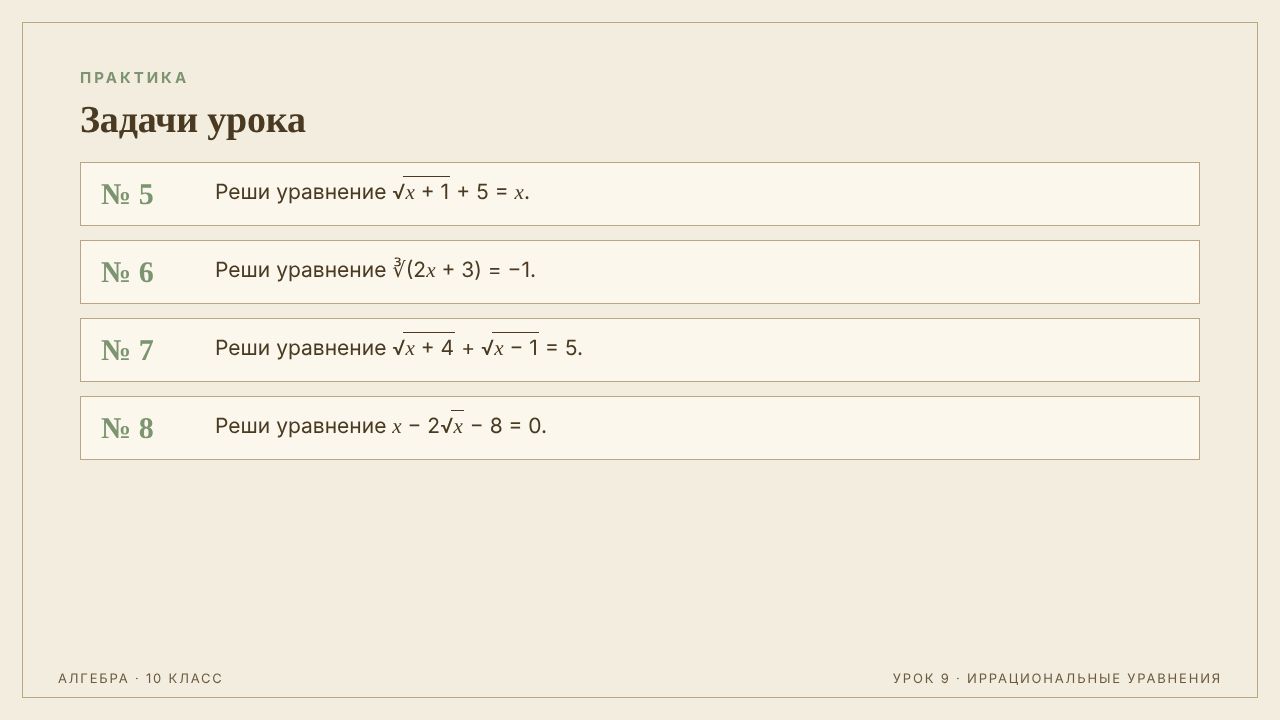 ПРАКТИКА
Задачи урока
№ 5 Реши уравнение √x + 1 + 5 = x.
№ 6 Реши уравнение ∛(2x + 3) = −1.
№ 7 Реши уравнение √x + 4 + √x − 1 = 5.
№ 8 Реши уравнение x − 2√x − 8 = 0.
АЛГЕБРА · 10 КЛАСС
УРОК 9 · ИРРАЦИОНАЛЬНЫЕ УРАВНЕНИЯ